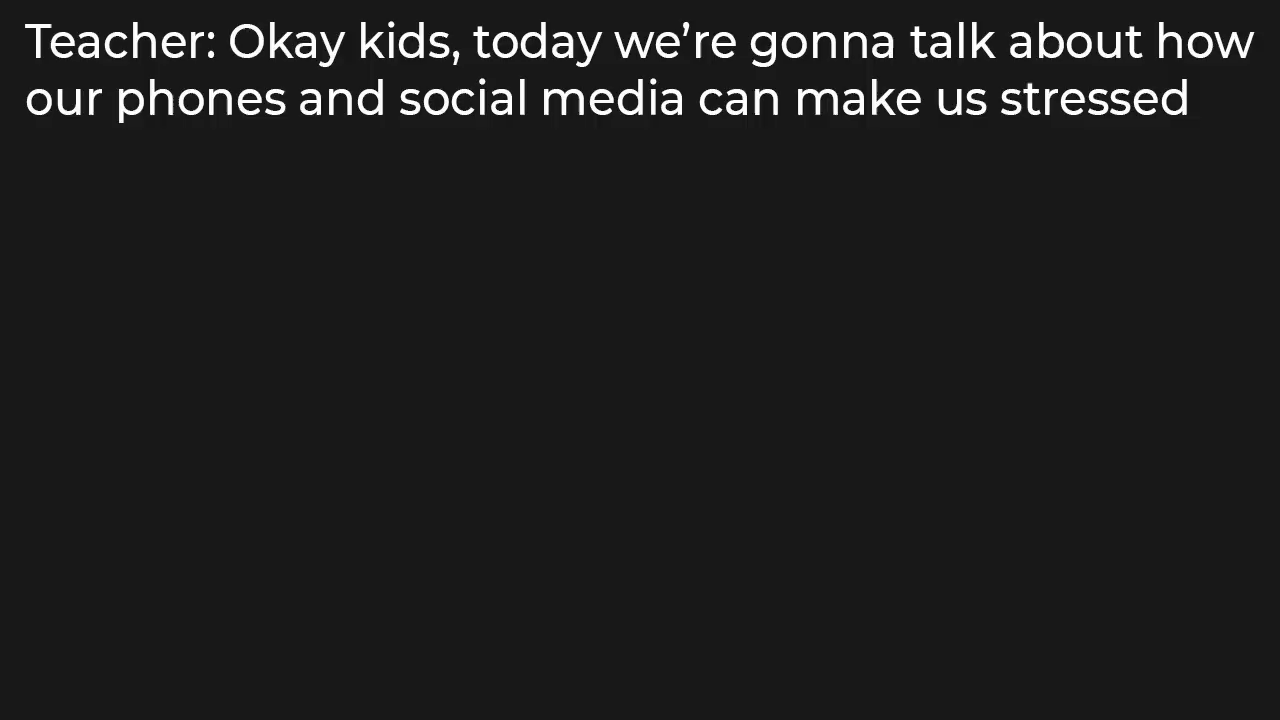 Teacher: Okay kids, today we’re gonna talk about how
our phones and social media can make us stressed